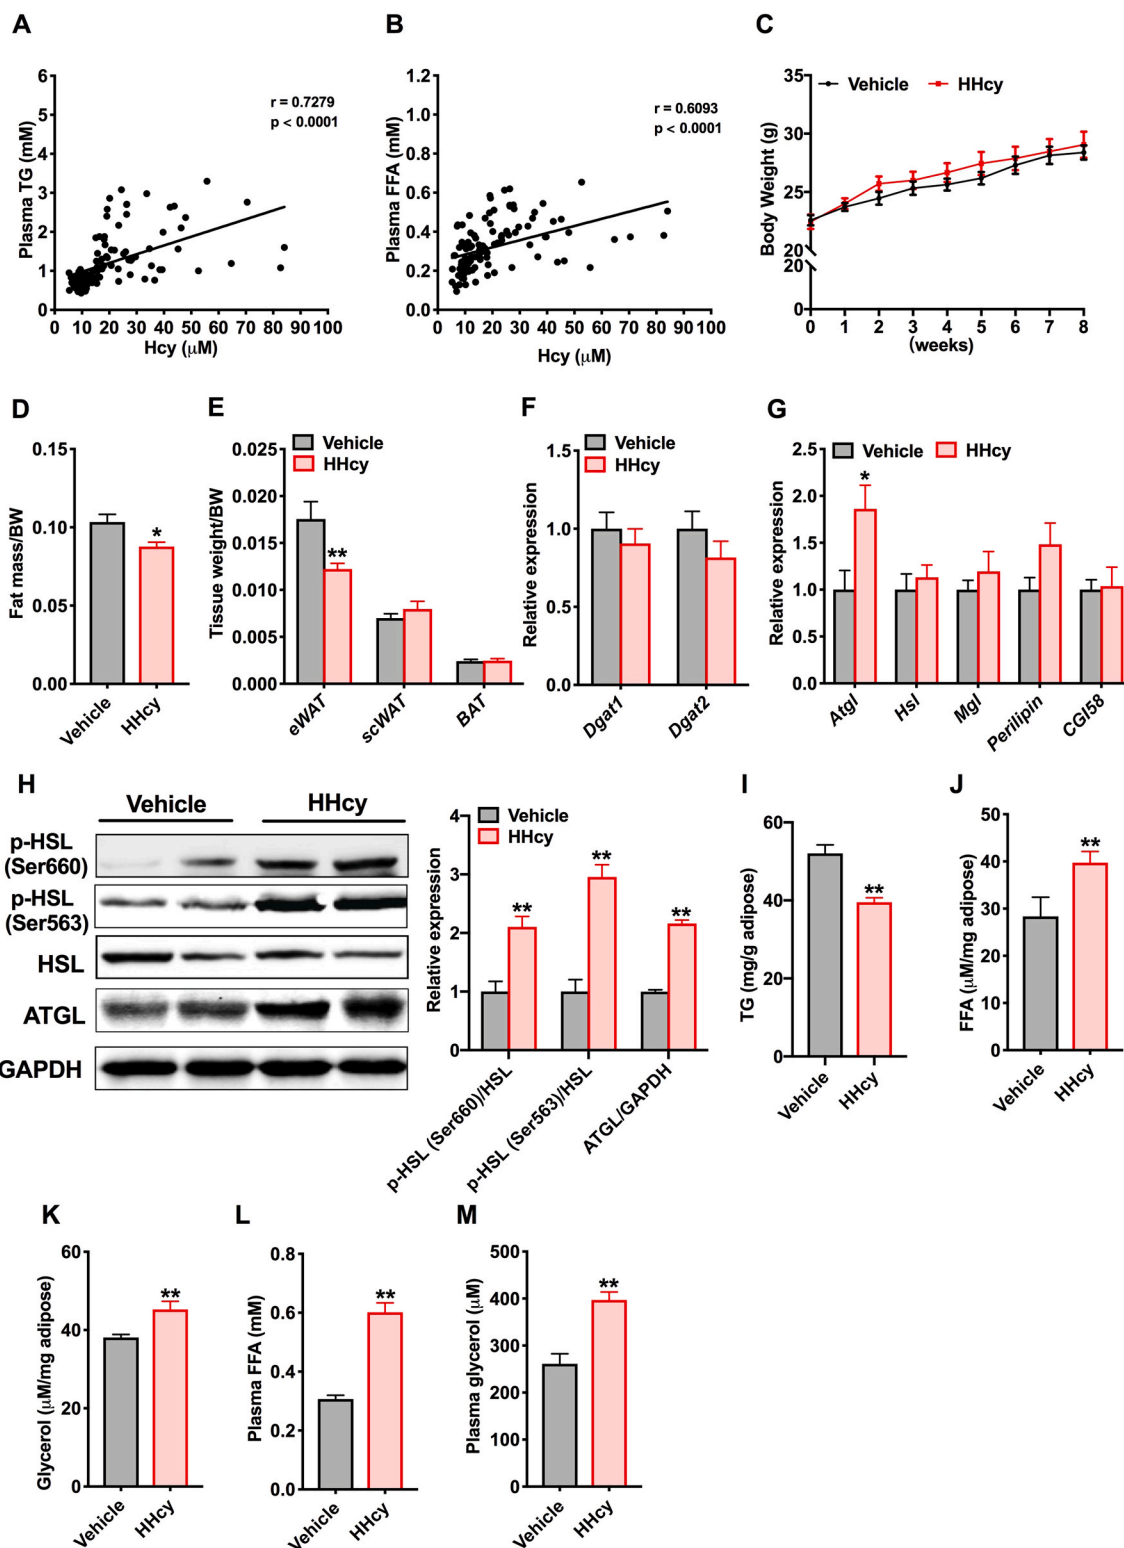 A
Plasma TG (mM)
6
5
4
3
2
1
0
r = 0.7279
p < 0.0001
0 10 20 30 40 50 60 70 80 90 100
Hcy (μM)
B
Plasma FFA (mM)
1.2
1.0
0.8
0.6
0.4
0.2
0.0
r = 0.6093
p < 0.0001
0 10 20 30 40 50 60 70 80 90 100
Hcy (μM)
C
Body Weight (g)
35
30
25
20
20
0
Vehicle HHcy
0 1 2 3 4 5 6 7 8
(weeks)
D
Fat mass/BW
0.15
0.10
0.05
0.00
*
Vehicle
HHcy
E
Tissue weight/BW
0.025
0.020
0.015
0.010
0.005
0.000
Vehicle
HHcy
**
eWAT
scWAT
BAT
F
Relative expression
1.5
1.0
0.5
0.0
Vehicle
HHcy
Dgat1
Dgat2
G
Relative expression
2.5
2.0
1.5
1.0
0.5
0.0
Vehicle HHcy
*
Atgl
Hsl
Mgl
Perilipin
CGI58
H
Vehicle HHcy
p-HSL
(Ser660)
p-HSL
(Ser563)
HSL
ATGL
GAPDH
Relative expression
4
3
2
1
0
Vehicle
HHcy
**
**
**
p-HSL (Ser660)/HSL
p-HSL (Ser563)/HSL
ATGL/GAPDH
I
TG (mg/g adipose)
60
40
20
0
**
Vehicle
HHcy
J
FFA (μM/mg adipose)
50
40
30
20
10
0
**
Vehicle
HHcy
K
Glycerol (μM/mg adipose)
60
40
20
0
**
Vehicle
HHcy
L
Plasma FFA (mM)
0.8
0.6
0.4
0.2
0.0
**
Vehicle
HHcy
M
Plasma glycerol (μM)
500
400
300
200
100
0
**
Vehicle
HHcy